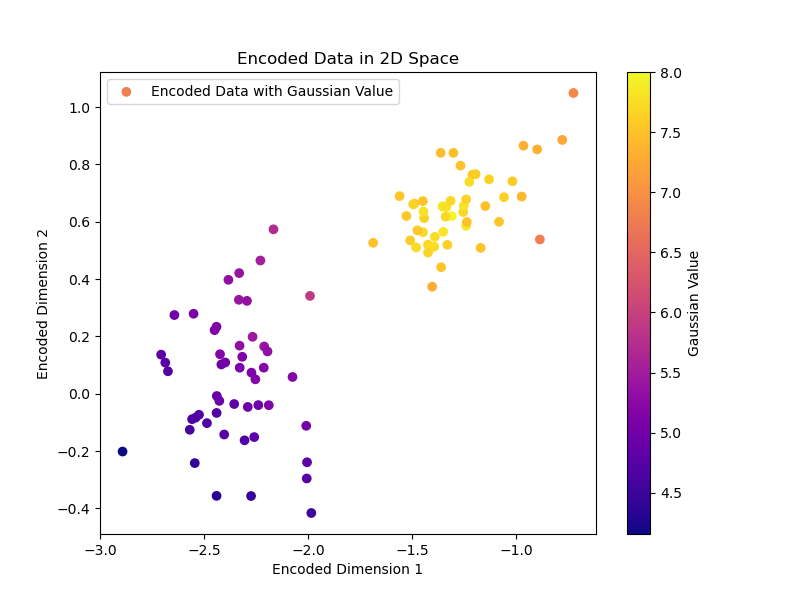 Encoded Data in 2D Space
Encoded Data with Gaussian Value
1.0
0.8
0.6
0.4
0.2
0.0
−0.2
−0.4
Encoded Dimension 2
−3.0 −2.5 −2.0 −1.5 −1.0
Encoded Dimension 1
8.0
7.5
7.0
6.5
6.0
5.5
5.0
4.5
Gaussian Value